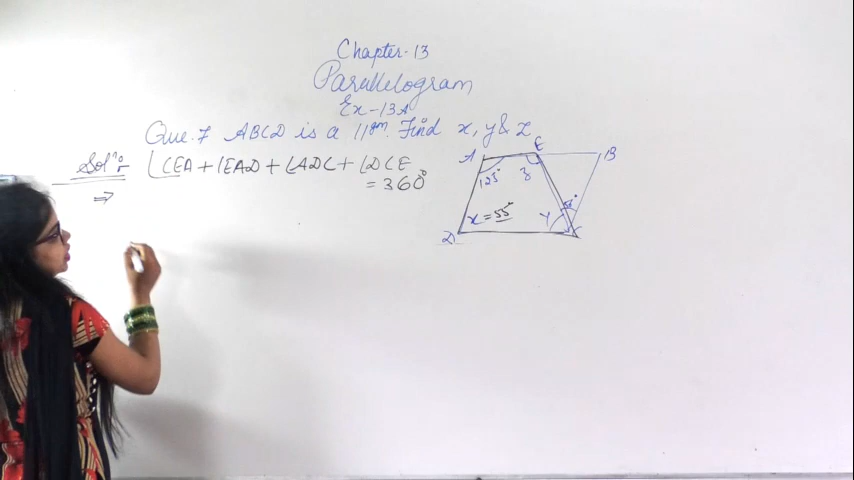 Chapter-13
Parallelogram
Ex-13A
Que.7 ABCD is a ||gm. Find x, y & z
Soln: ∠CEA + ∠EAD + ∠ADC + ∠DCE
= 360°
⇒
A E B
125° z
x = 55° y
D C